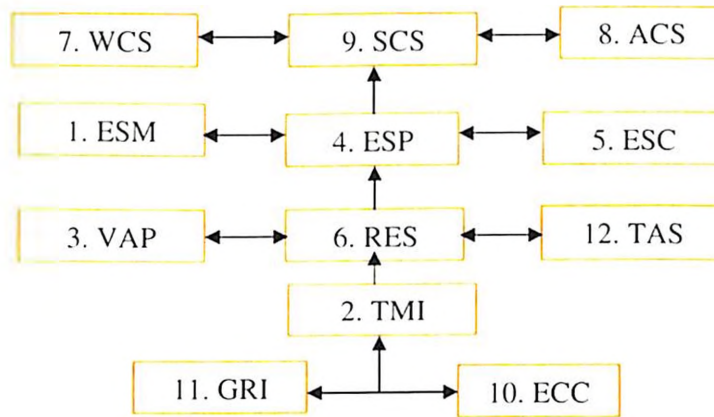 7. WCS
9. SCS
8. ACS
1. ESM
4. ESP
5. ESC
3. VAP
6. RES
12. TAS
2. TMI
11. GRI
10. ECC